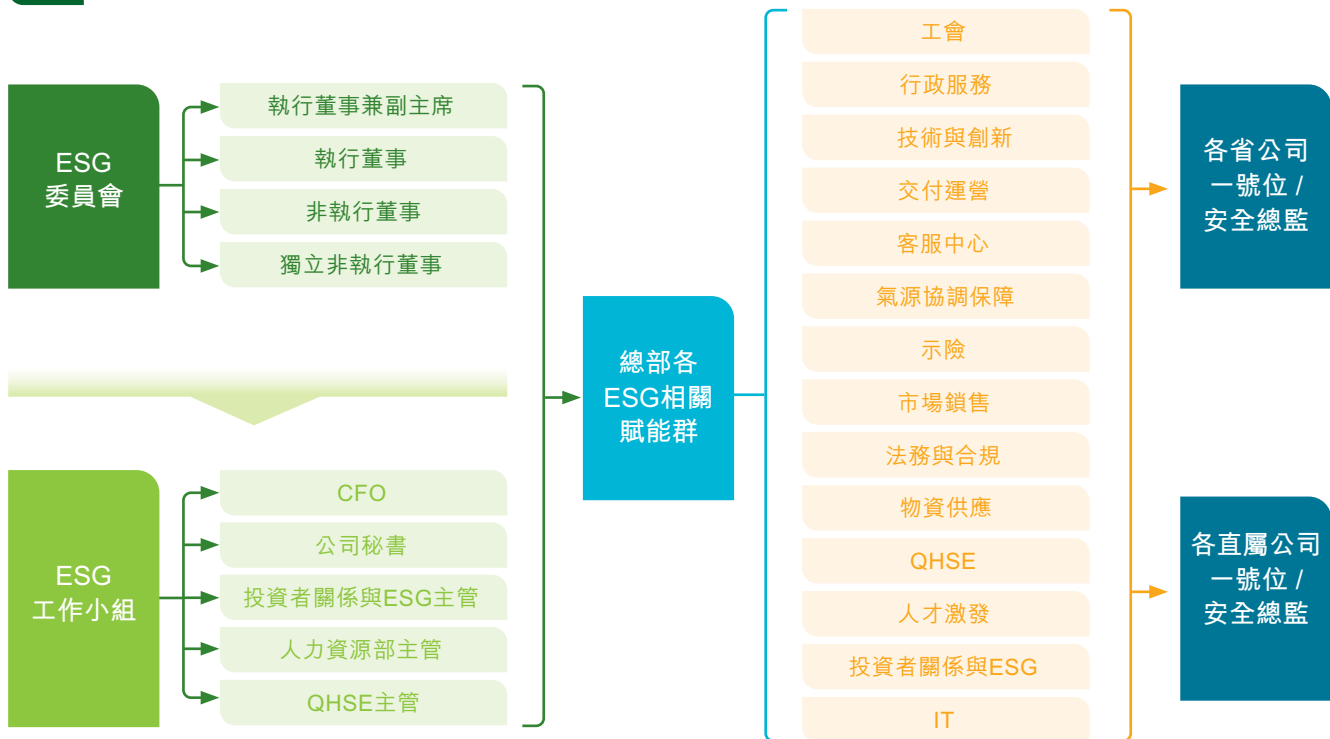 ESG
委員會
執行董事兼副主席
執行董事
非執行董事
獨立非執行董事
ESG
工作小組
CFO
公司秘書
投資者關係與ESG主管
人力資源部主管
QHSE主管
總部各
ESG相關
賦能群
工會
行政服務
技術與創新
交付運營
客服中心
氣源協調保障
示險
市場銷售
法務與合規
物資供應
QHSE
人才激發
投資者關係與ESG
IT
各省公司
一號位 /
安全總監
各直屬公司
一號位 /
安全總監